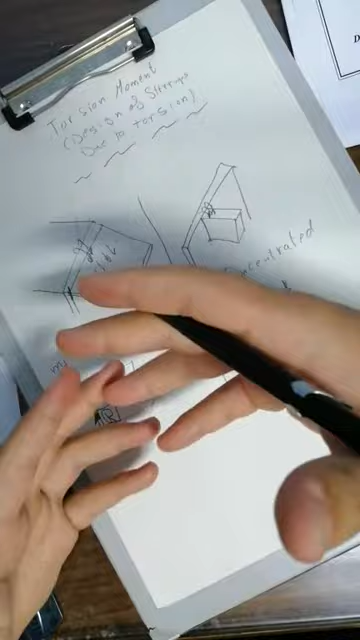 Torsion Moment
(Design of Stirrups
Due to torsion)
Concentrated